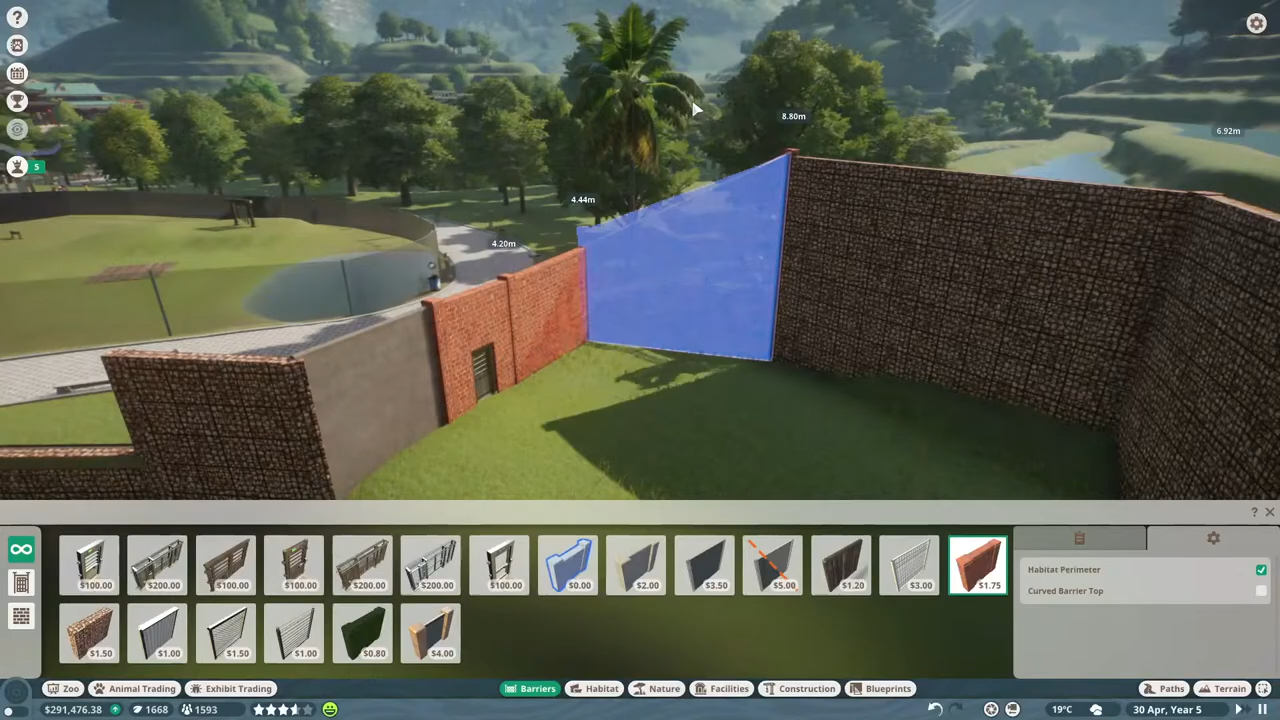 ?
8.80m
6.92m
5
4.44m
4.20m
? ×
$100.00 $200.00 $100.00 $100.00 $200.00 $200.00 $100.00 $0.00 $2.00 $3.50 $5.00 $1.20 $3.00 $1.75
Habitat Perimeter
Curved Barrier Top
$1.50 $1.00 $1.50 $1.00 $0.80 $4.00
Zoo Animal Trading Exhibit Trading Barriers Habitat Nature Facilities Construction Blueprints Paths Terrain
$291,476.38 1668 1593 19°C 30 Apr, Year 5